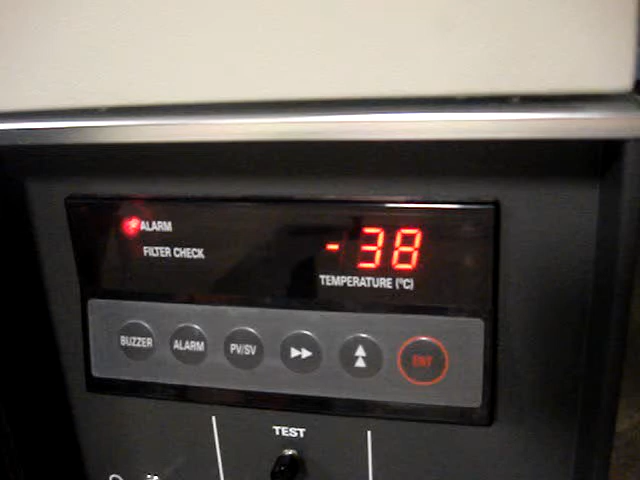 ALARM
-38
FILTER CHECK
TEMPERATURE (°C)
BUZZER ALARM PV/SV ENT
TEST